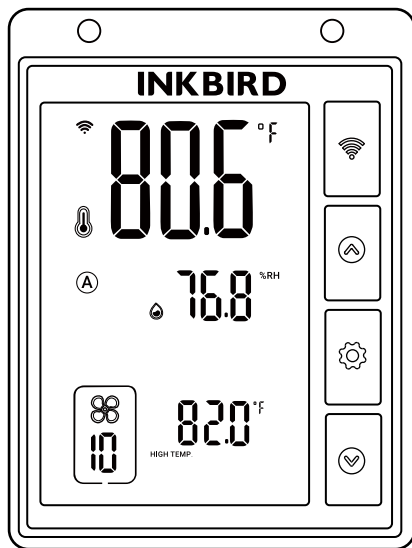 INKBIRD
80.6 °F
A
76.8 %RH
10
82.0 °F
HIGH TEMP.